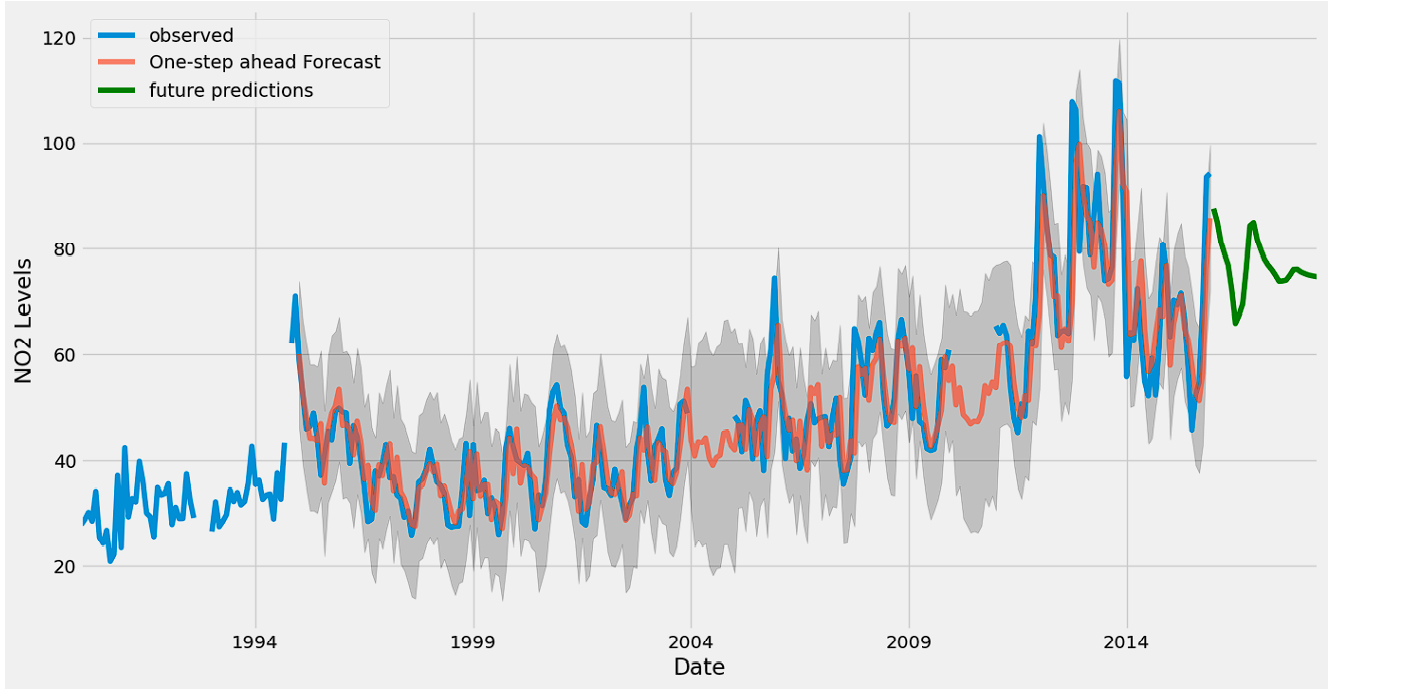 observed
One-step ahead Forecast
future predictions
120
100
80
60
40
20
NO2 Levels
1994 1999 2004 2009 2014
Date